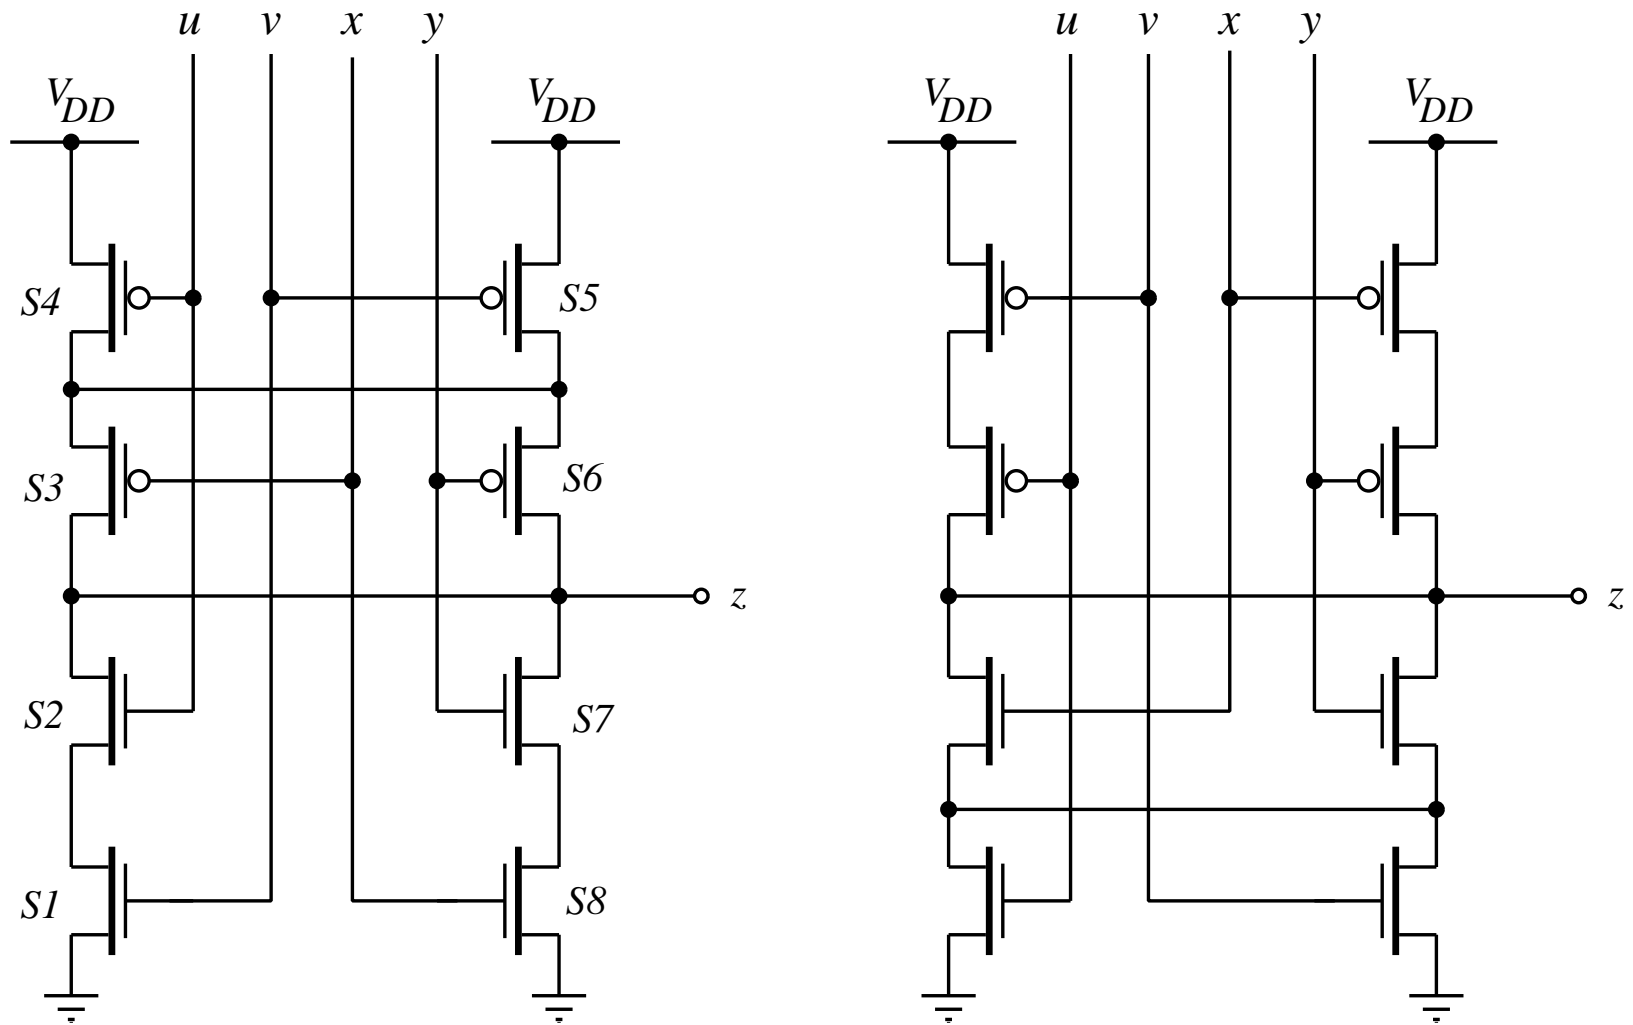 u v x y u v x y
VDD VDD VDD VDD
S4 S5
S3 S6
z z
S2 S7
S1 S8